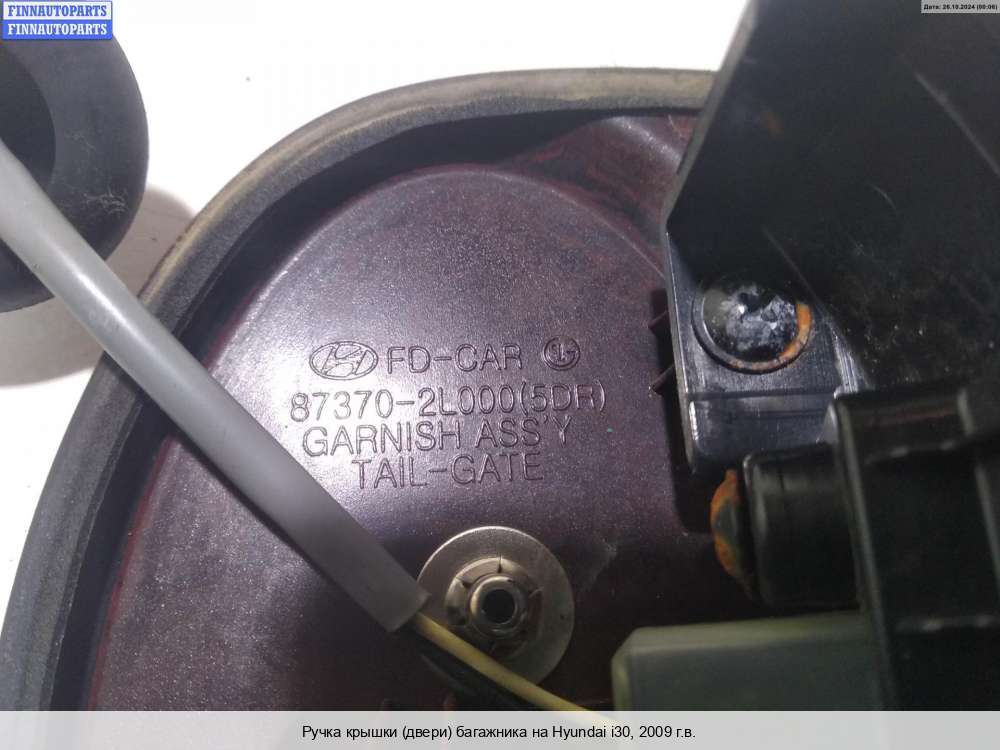 FINNAUTOPARTS
FINNAUTOPARTS
Дата: 26.10.2024 (00:06)
FD-CAR
87370-2L000(5DR)
GARNISH ASS'Y
TAIL-GATE
Ручка крышки (двери) багажника на Hyundai i30, 2009 г.в.